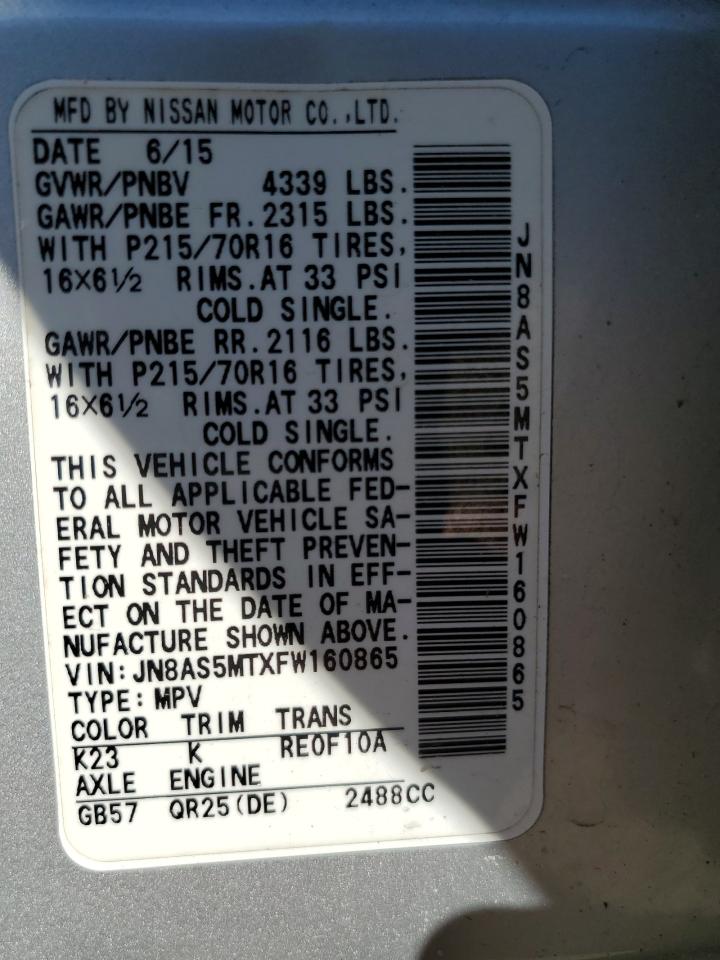 MFD BY NISSAN MOTOR CO.,LTD.
DATE 6/15
GVWR/PNBV 4339 LBS.
GAWR/PNBE FR.2315 LBS.
WITH P215/70R16 TIRES,
16X6½ RIMS.AT 33 PSI
COLD SINGLE.
GAWR/PNBE RR.2116 LBS.
WITH P215/70R16 TIRES,
16X6½ RIMS.AT 33 PSI
COLD SINGLE.
THIS VEHICLE CONFORMS
TO ALL APPLICABLE FED-
ERAL MOTOR VEHICLE SA-
FETY AND THEFT PREVEN-
TION STANDARDS IN EFF-
ECT ON THE DATE OF MA-
NUFACTURE SHOWN ABOVE.
VIN:JN8AS5MTXFW160865
TYPE:MPV
COLOR TRIM TRANS
K23 K RE0F10A
AXLE ENGINE
GB57 QR25(DE) 2488CC
JN8AS5MTXFW160865